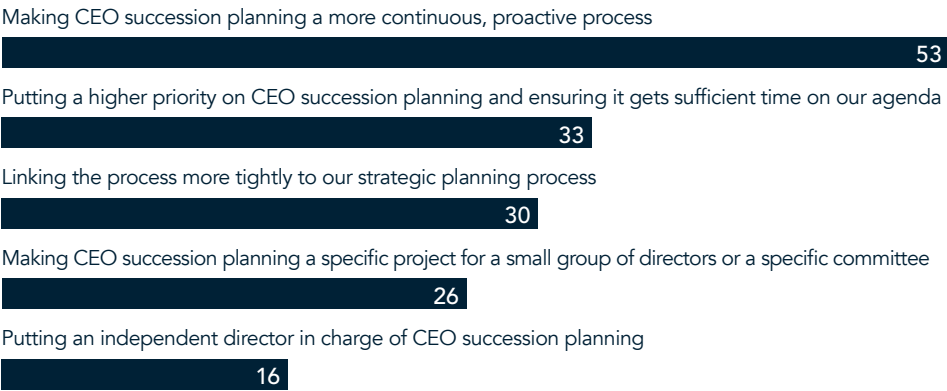 Making CEO succession planning a more continuous, proactive process
53
Putting a higher priority on CEO succession planning and ensuring it gets sufficient time on our agenda
33
Linking the process more tightly to our strategic planning process
30
Making CEO succession planning a specific project for a small group of directors or a specific committee
26
Putting an independent director in charge of CEO succession planning
16